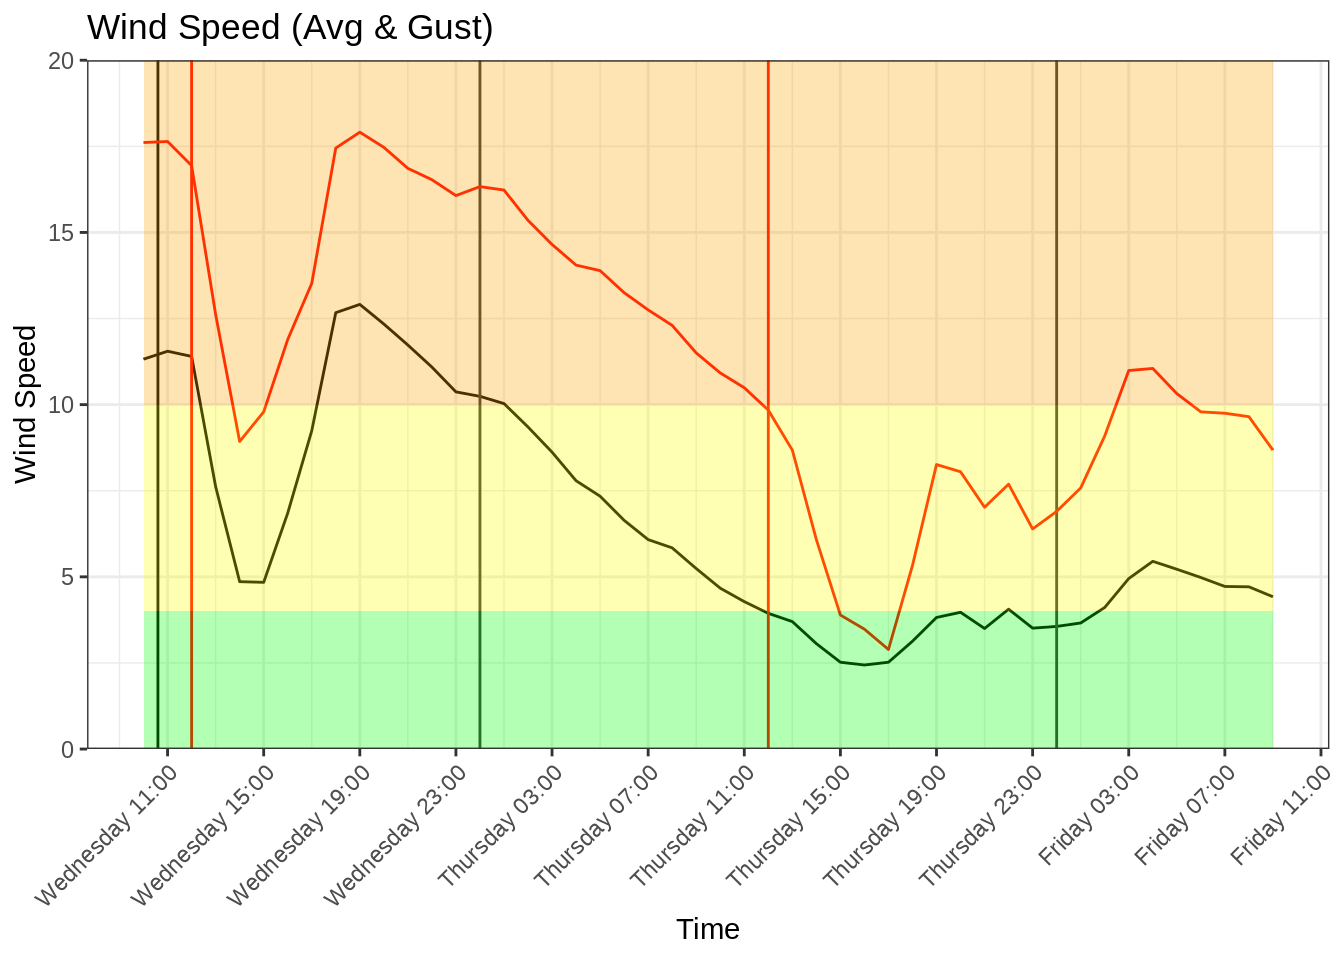 Wind Speed (Avg & Gust)
20
15
10
5
0
Wind Speed
Wednesday 11:00
Wednesday 15:00
Wednesday 19:00
Wednesday 23:00
Thursday 03:00
Thursday 07:00
Thursday 11:00
Thursday 15:00
Thursday 19:00
Thursday 23:00
Friday 03:00
Friday 07:00
Friday 11:00
Time